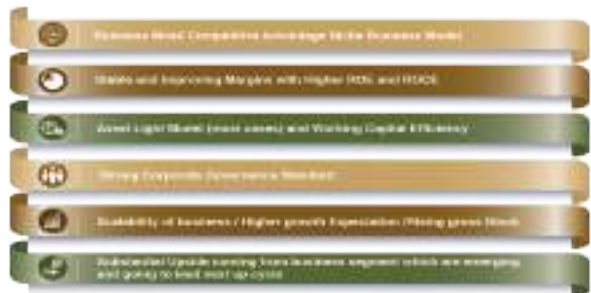 Business Moat Competitive Advantage Niche Business Model
Stable and Improving Margins with Higher ROE and ROCE
Asset Light Model (most cases) and Working Capital Efficiency
Strong Corporate Governance Standard
Scalability of business / Higher growth Expectation /Rising gross Block
Substantial Upside coming from business segment which are emerging
and going to lead next up cycle